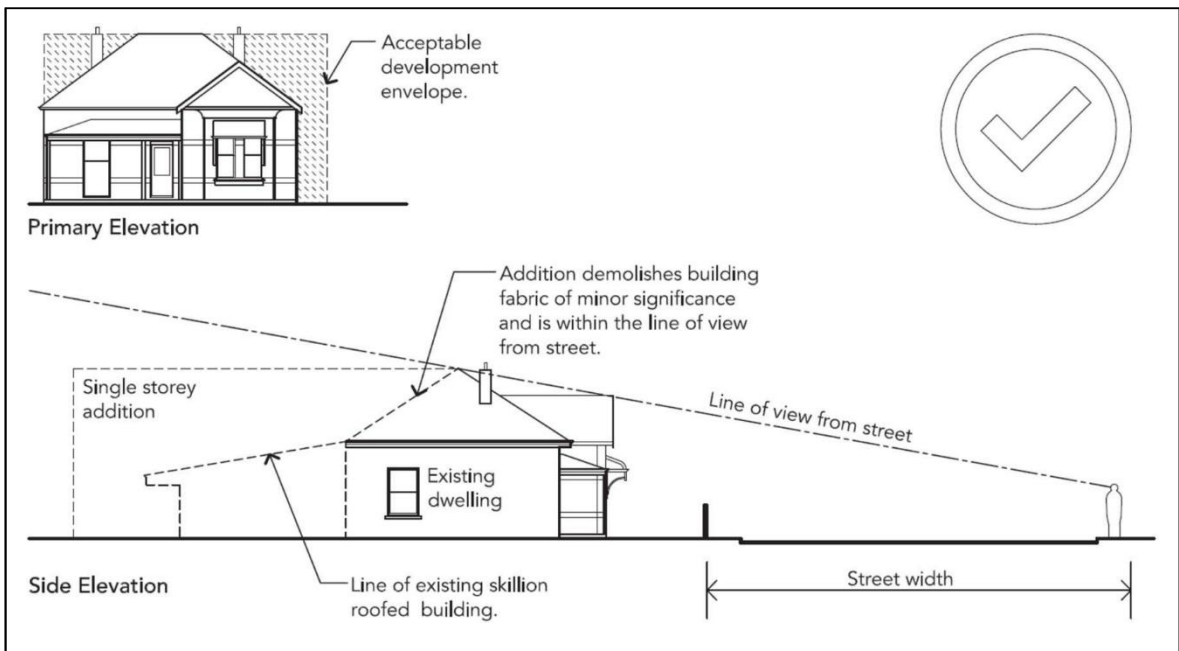 Acceptable
development
envelope.
Primary Elevation
Addition demolishes building
fabric of minor significance
and is within the line of view
from street.
Single storey
addition
Line of view from street
Existing
dwelling
Side Elevation
Line of existing skillion
roofed building.
Street width